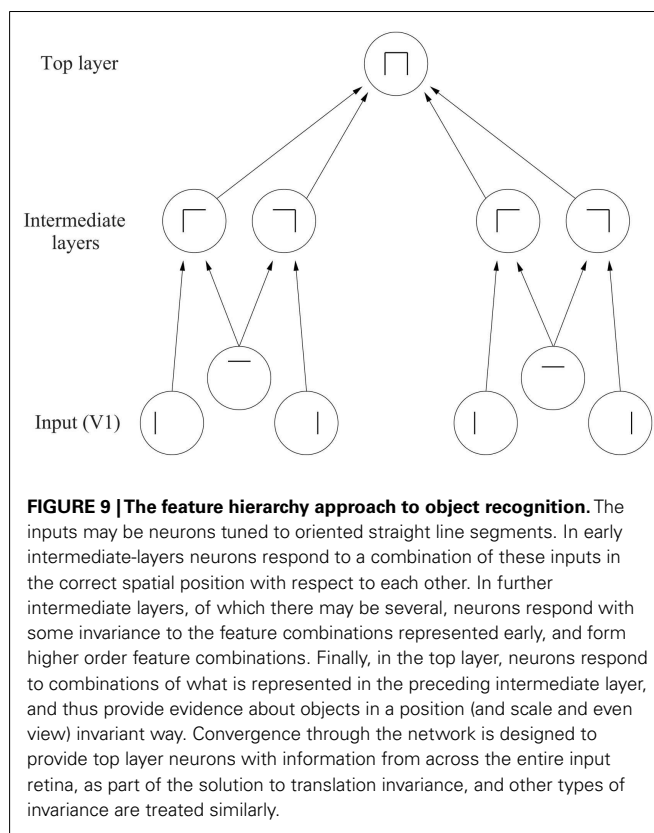 Top layer
Intermediate
layers
Input (V1)
FIGURE 9 | The feature hierarchy approach to object recognition. The
inputs may be neurons tuned to oriented straight line segments. In early
intermediate-layers neurons respond to a combination of these inputs in
the correct spatial position with respect to each other. In further
intermediate layers, of which there may be several, neurons respond with
some invariance to the feature combinations represented early, and form
higher order feature combinations. Finally, in the top layer, neurons respond
to combinations of what is represented in the preceding intermediate layer,
and thus provide evidence about objects in a position (and scale and even
view) invariant way. Convergence through the network is designed to
provide top layer neurons with information from across the entire input
retina, as part of the solution to translation invariance, and other types of
invariance are treated similarly.